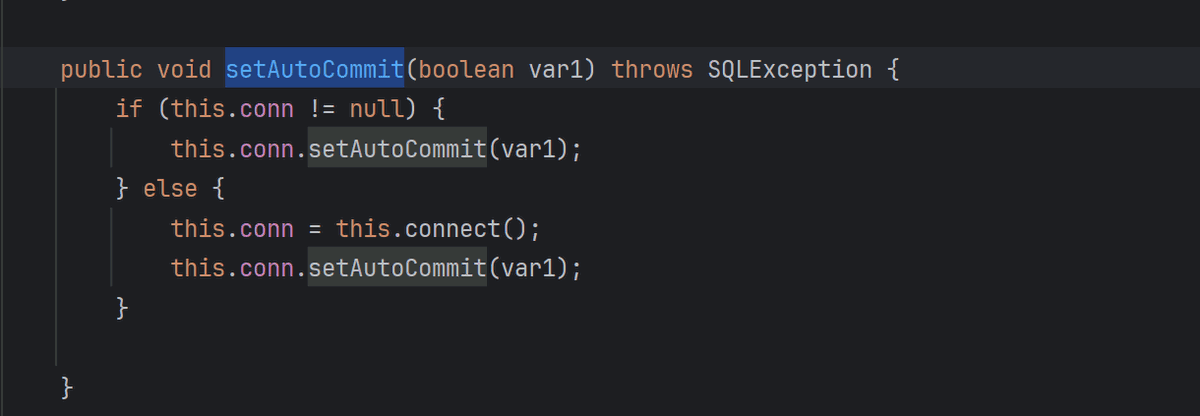 public void setAutoCommit(boolean var1) throws SQLException {
    if (this.conn != null) {
        this.conn.setAutoCommit(var1);
    } else {
        this.conn = this.connect();
        this.conn.setAutoCommit(var1);
    }
}